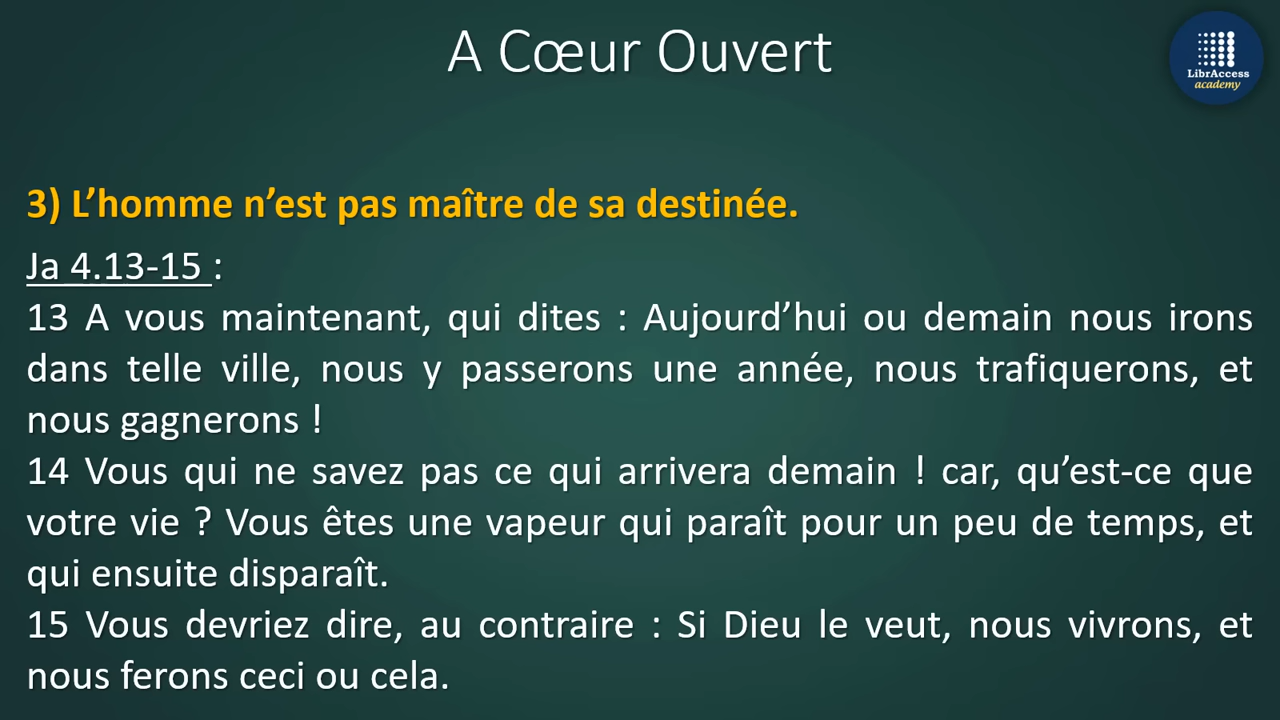 A Cœur Ouvert
LibrAccess
academy
3) L’homme n’est pas maître de sa destinée.
Ja 4.13-15 :
13 A vous maintenant, qui dites : Aujourd’hui ou demain nous irons
dans telle ville, nous y passerons une année, nous trafiquerons, et
nous gagnerons !
14 Vous qui ne savez pas ce qui arrivera demain ! car, qu’est-ce que
votre vie ? Vous êtes une vapeur qui paraît pour un peu de temps, et
qui ensuite disparaît.
15 Vous devriez dire, au contraire : Si Dieu le veut, nous vivrons, et
nous ferons ceci ou cela.